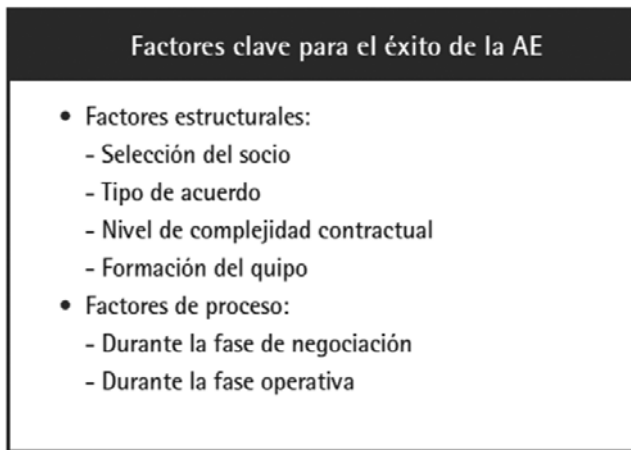 Factores clave para el éxito de la AE
• Factores estructurales:
- Selección del socio
- Tipo de acuerdo
- Nivel de complejidad contractual
- Formación del quipo
• Factores de proceso:
- Durante la fase de negociación
- Durante la fase operativa